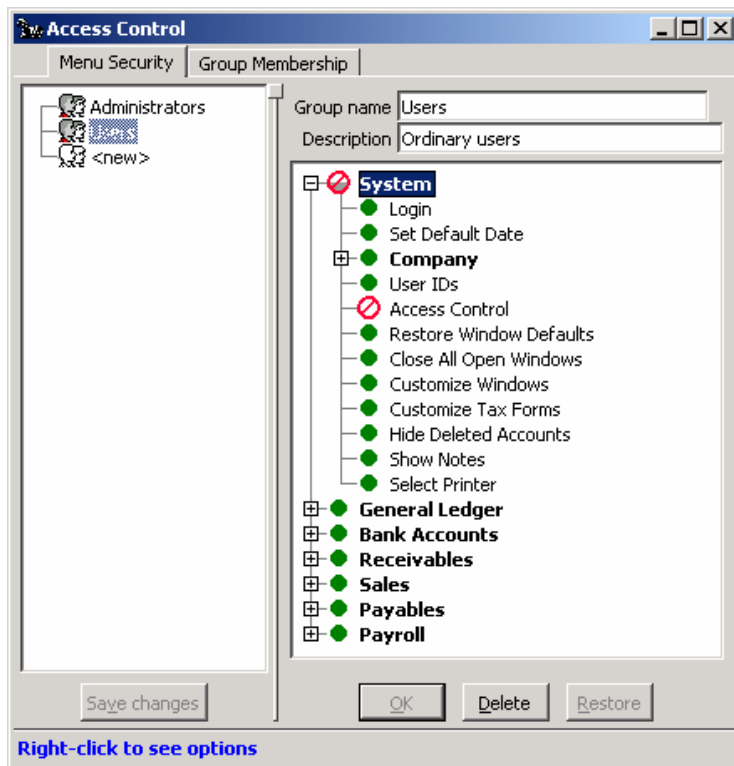 Access Control
Menu Security
Group Membership
Administrators
Users
<new>
Group name Users
Description Ordinary users
System
Login
Set Default Date
Company
User IDs
Access Control
Restore Window Defaults
Close All Open Windows
Customize Windows
Customize Tax Forms
Hide Deleted Accounts
Show Notes
Select Printer
General Ledger
Bank Accounts
Receivables
Sales
Payables
Payroll
Save changes
OK
Delete
Restore
Right-click to see options